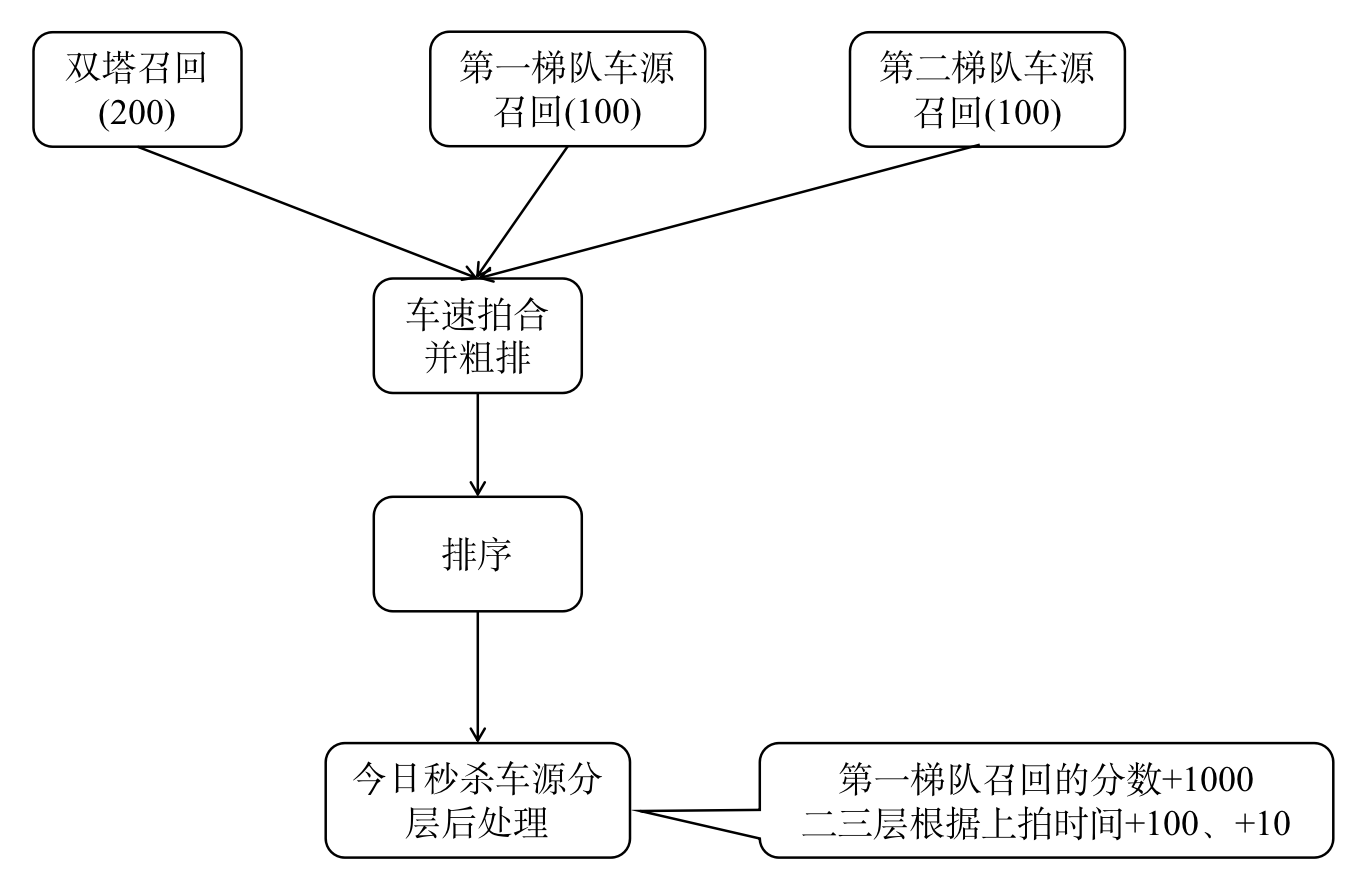 双塔召回
(200)
第一梯队车源
召回(100)
第二梯队车源
召回(100)
车速拍合
并粗排
排序
今日秒杀车源分
层后处理
第一梯队召回的分数+1000
二三层根据上拍时间+100、+10